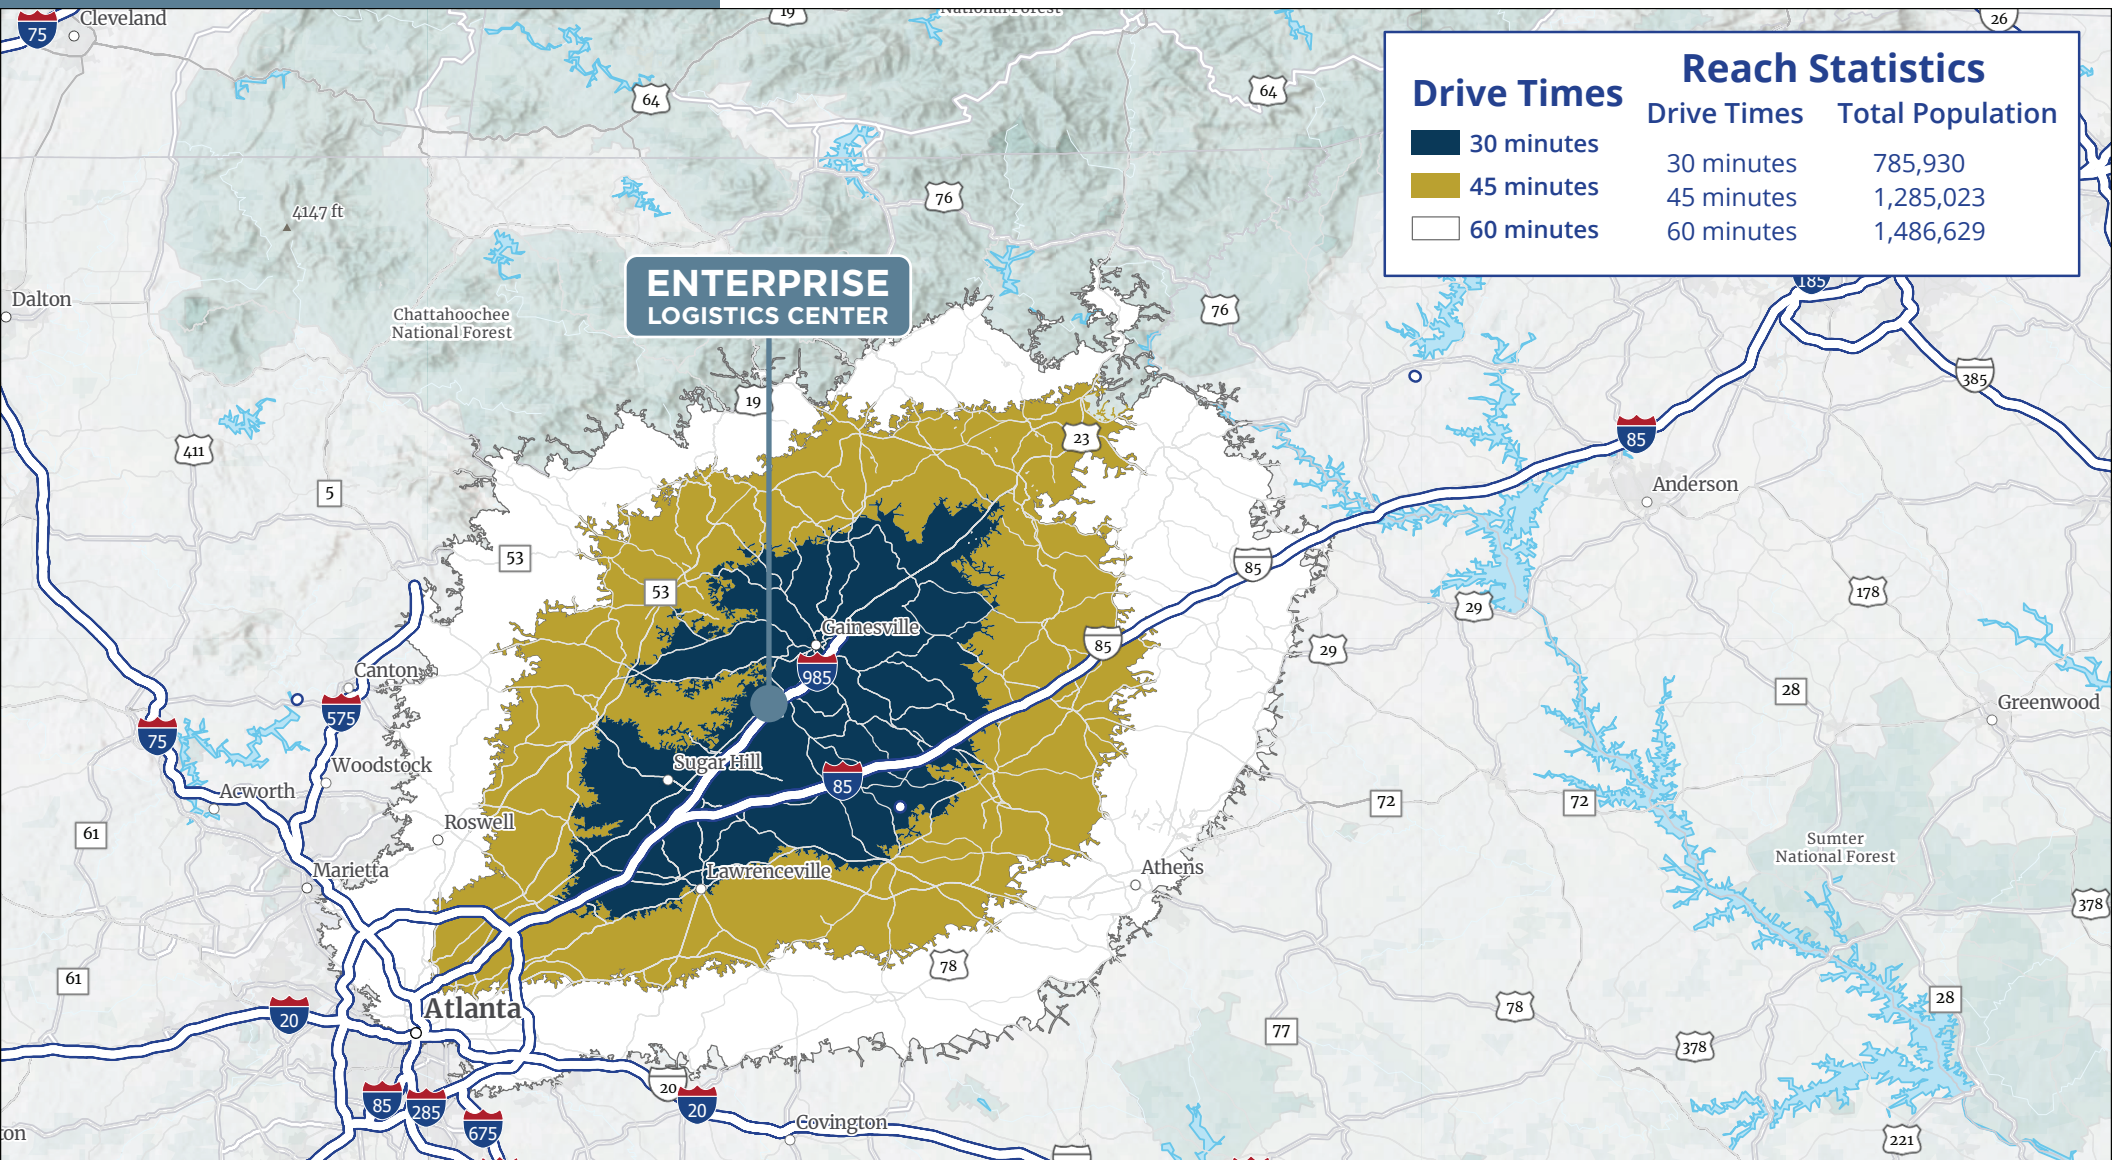 Cleveland
75
19
National Forest
26
Reach Statistics
Drive Times
Drive Times Total Population
30 minutes
45 minutes
60 minutes
30 minutes 785,930
45 minutes 1,285,023
60 minutes 1,486,629
64
64
76
4147 ft
ENTERPRISE
LOGISTICS CENTER
185
Dalton
Chattahoochee
National Forest
76
385
19
411
23
85
5
Anderson
53
85
53
178
29
Gainesville
85
29
985
Canton
28
Greenwood
575
75
Sugar Hill
Woodstock
85
Acworth
72
72
Roswell
61
Sumter
National Forest
Marietta
Lawrenceville
Athens
378
78
61
28
Atlanta
78
20
77
378
20
85
285
20
675
Covington
ton
221